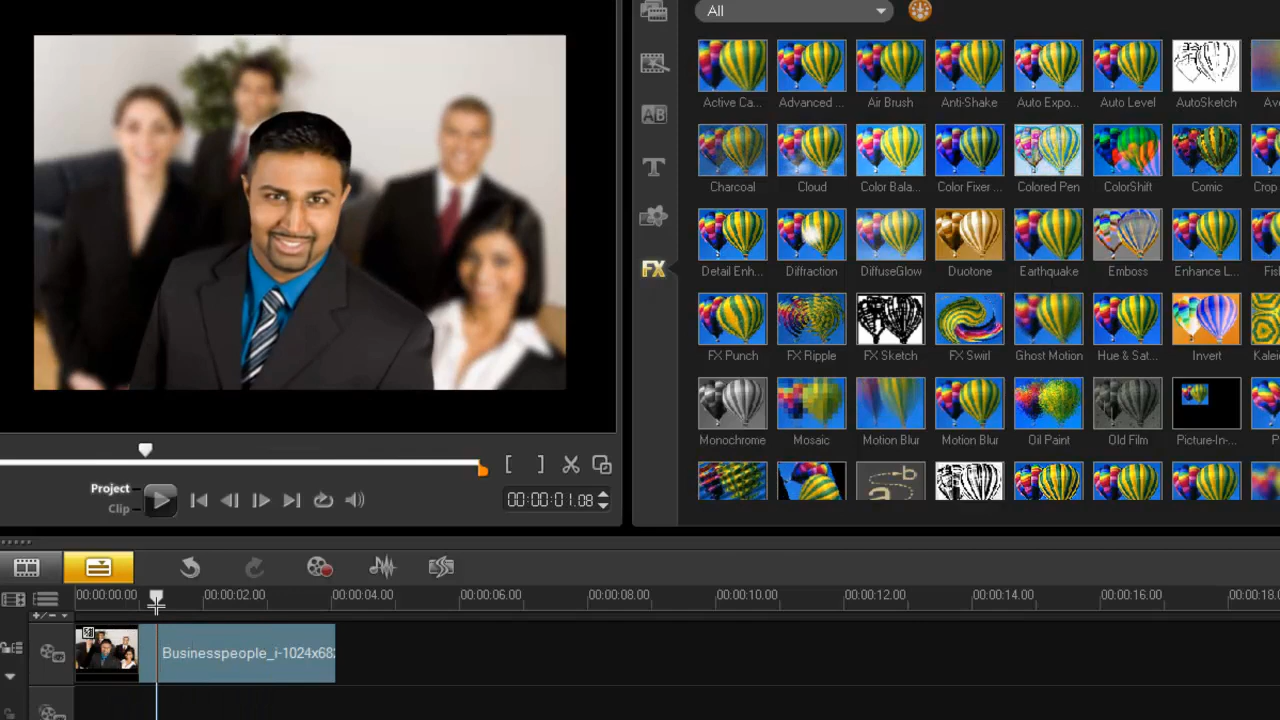 All
Active Ca...
Advanced ...
Air Brush
Anti-Shake
Auto Expo...
Auto Level
AutoSketch
Charcoal
Cloud
Color Bala...
Color Fixer ...
Colored Pen
ColorShift
Comic
Crop
Detail Enh...
Diffraction
DiffuseGlow
Duotone
Earthquake
Emboss
Enhance L...
FX Punch
FX Ripple
FX Sketch
FX Swirl
Ghost Motion
Hue & Sat...
Invert
Monochrome
Mosaic
Motion Blur
Motion Blur
Oil Paint
Old Film
Picture-In-...
AB
T
FX
Project
Clip
00:00:01.08
00:00:00.00
00:00:02.00
00:00:04.00
00:00:06.00
00:00:08.00
00:00:10.00
00:00:12.00
00:00:14.00
00:00:16.00
00:00:18.0
Businesspeople_i-1024x68